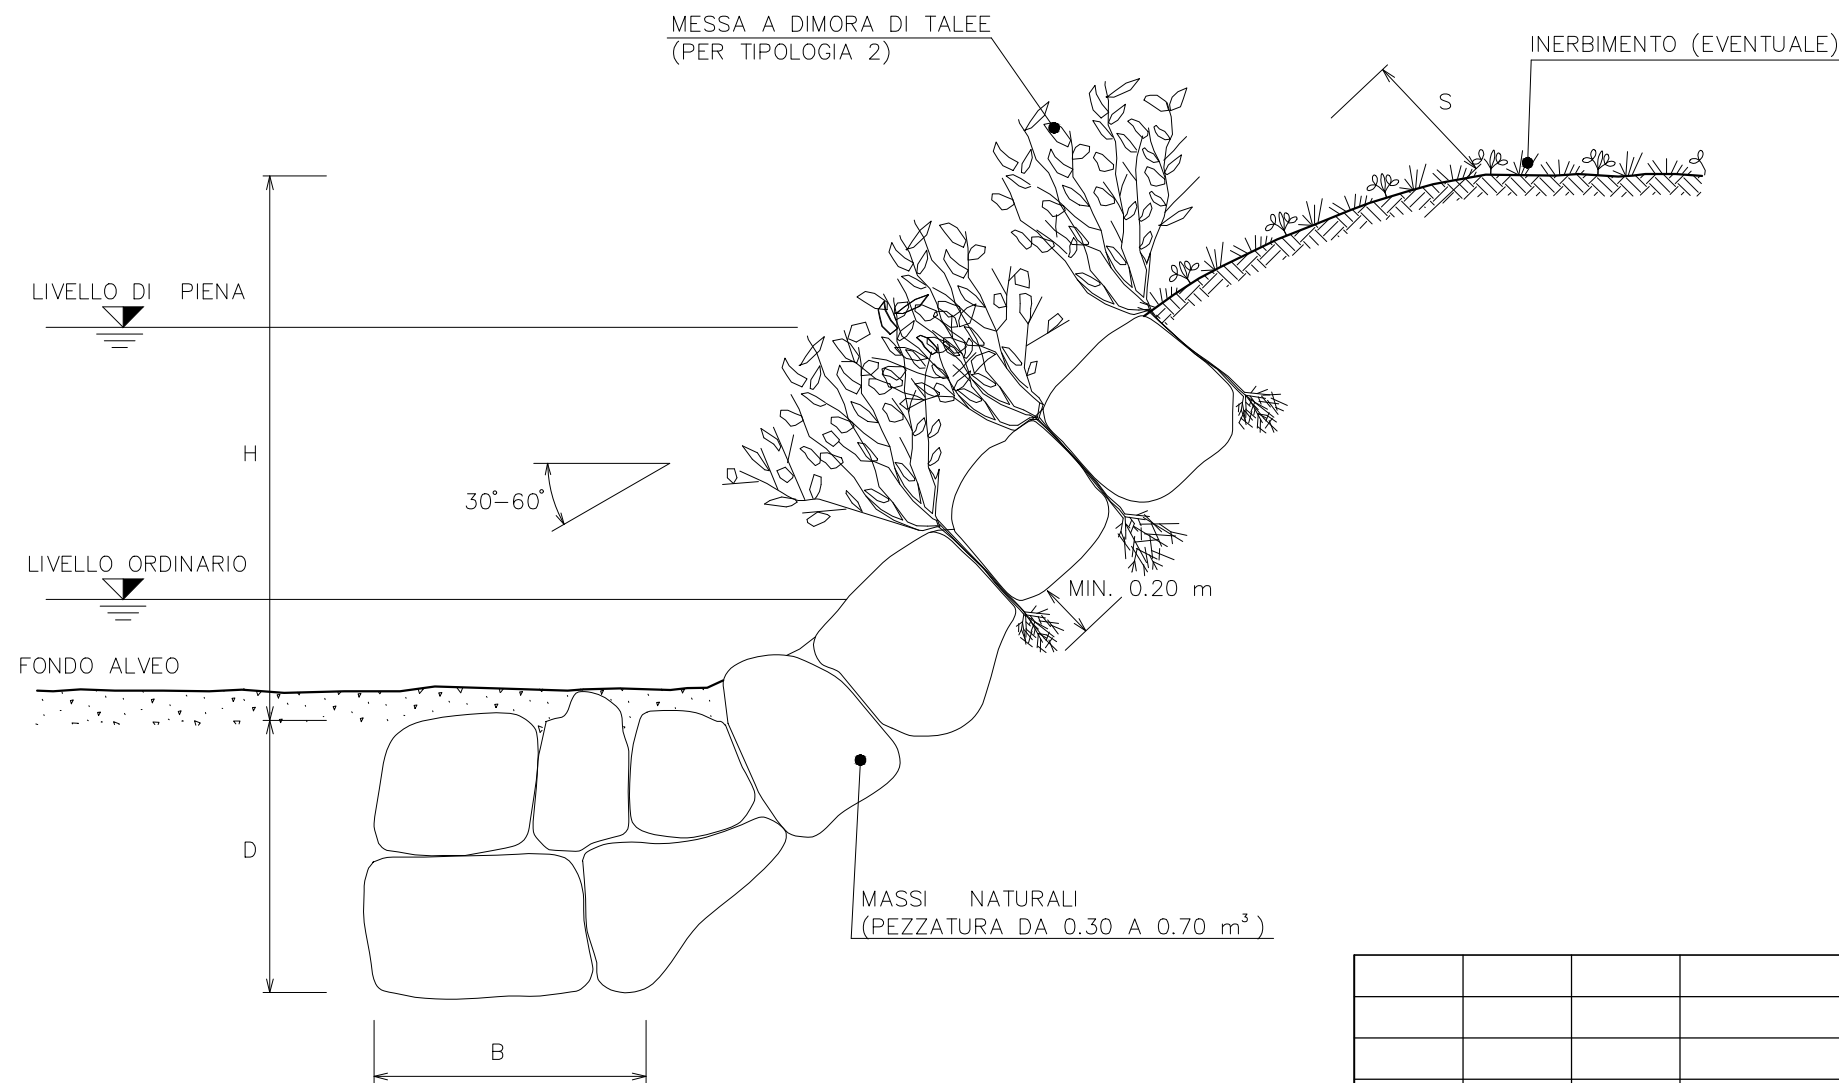 MESSA A DIMORA DI TALEE
(PER TIPOLOGIA 2)
INERBIMENTO (EVENTUALE)
S
LIVELLO DI PIENA
H
30°-60°
LIVELLO ORDINARIO
MIN. 0.20 m
FONDO ALVEO
D
MASSI NATURALI
(PEZZATURA DA 0.30 A 0.70 m³)
B